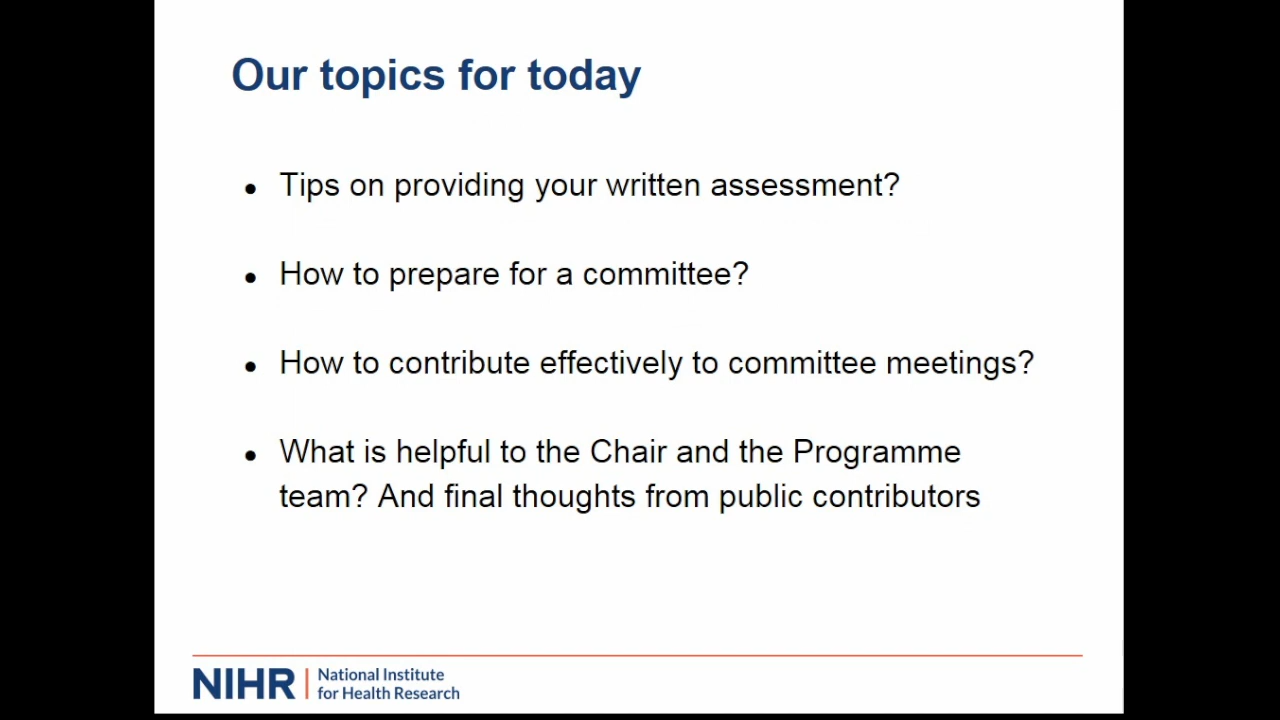 Our topics for today
• Tips on providing your written assessment?
• How to prepare for a committee?
• How to contribute effectively to committee meetings?
• What is helpful to the Chair and the Programme
team? And final thoughts from public contributors
NIHR | National Institute
for Health Research